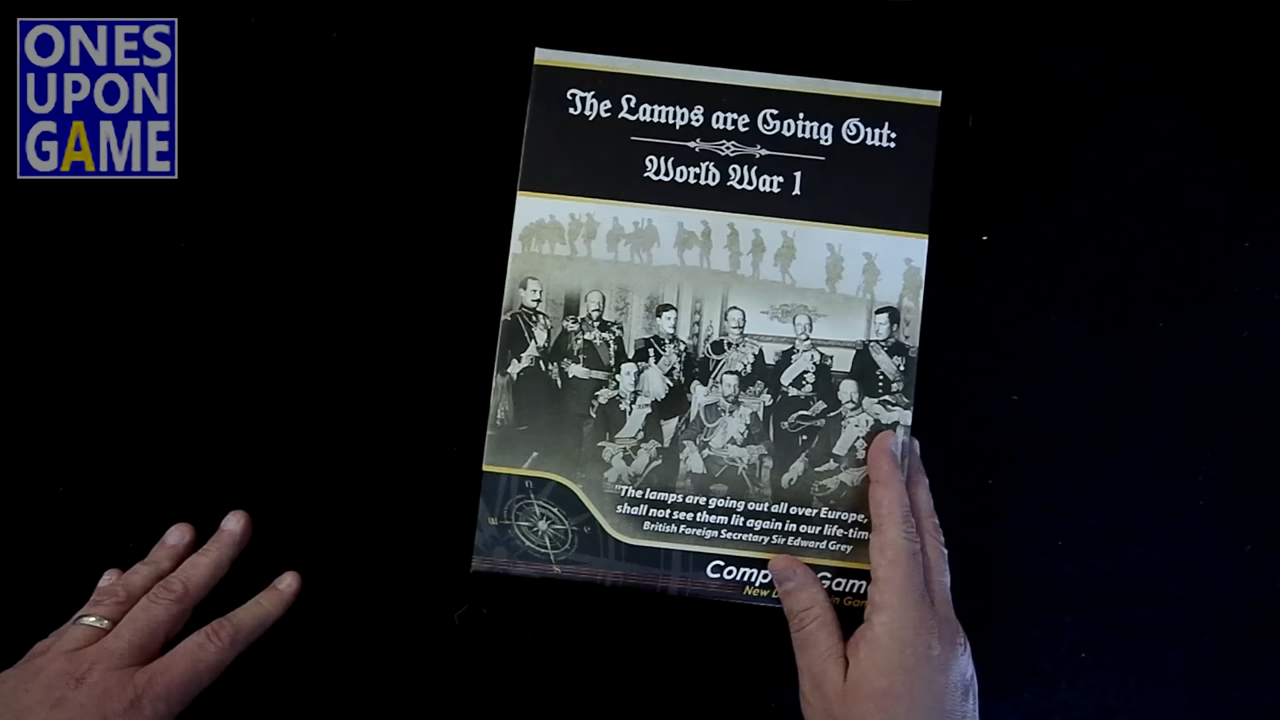 ONES
UPON
GAME
The Lamps are Going Out:
World War 1
"The lamps are going out all over Europe,
shall not see them lit again in our life-tim
British Foreign Secretary Sir Edward Grey
Comp Gam
New in Gam
n
w e
s